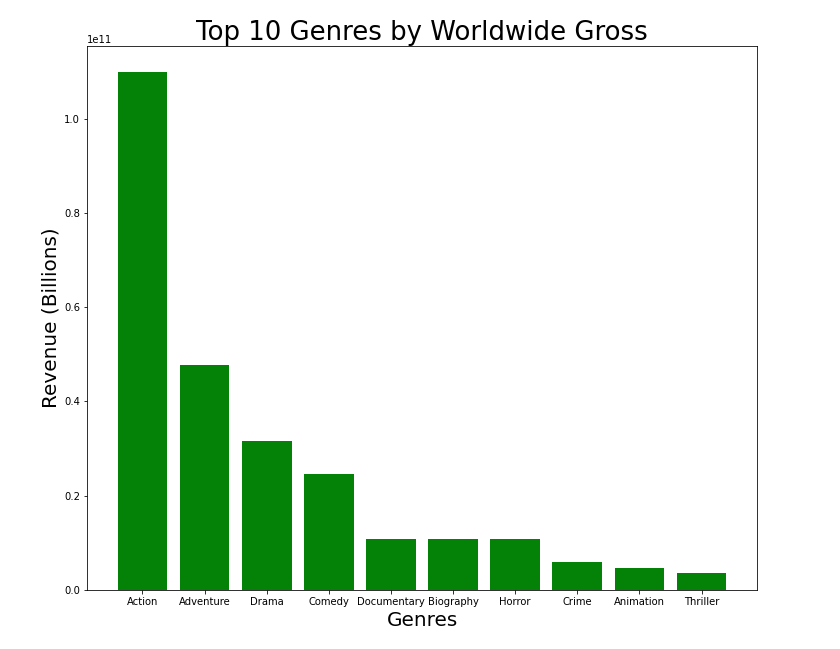 Top 10 Genres by Worldwide Gross
1e11
1.0
0.8
0.6
0.4
0.2
0.0
Revenue (Billions)
Action Adventure Drama Comedy Documentary Biography Horror Crime Animation Thriller
Genres